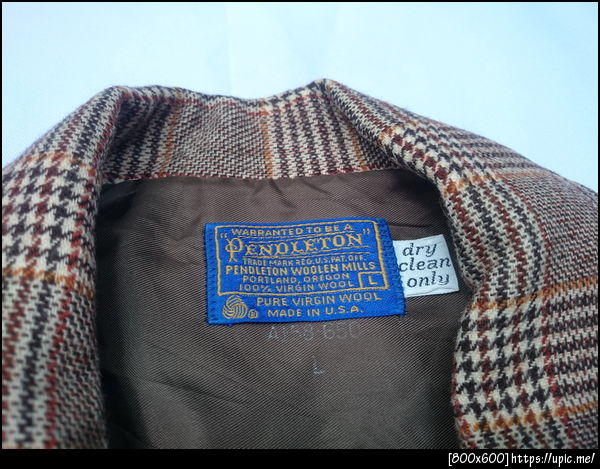 "WARRANTED TO BE A
PENDLETON"
TRADE MARK REG. U.S. PAT. OFF.
PENDLETON WOOLEN MILLS
PORTLAND, OREGON
100% VIRGIN WOOL L
PURE VIRGIN WOOL
MADE IN U.S.A.
dry
clean
only
L
[800x600]https://upic.me/